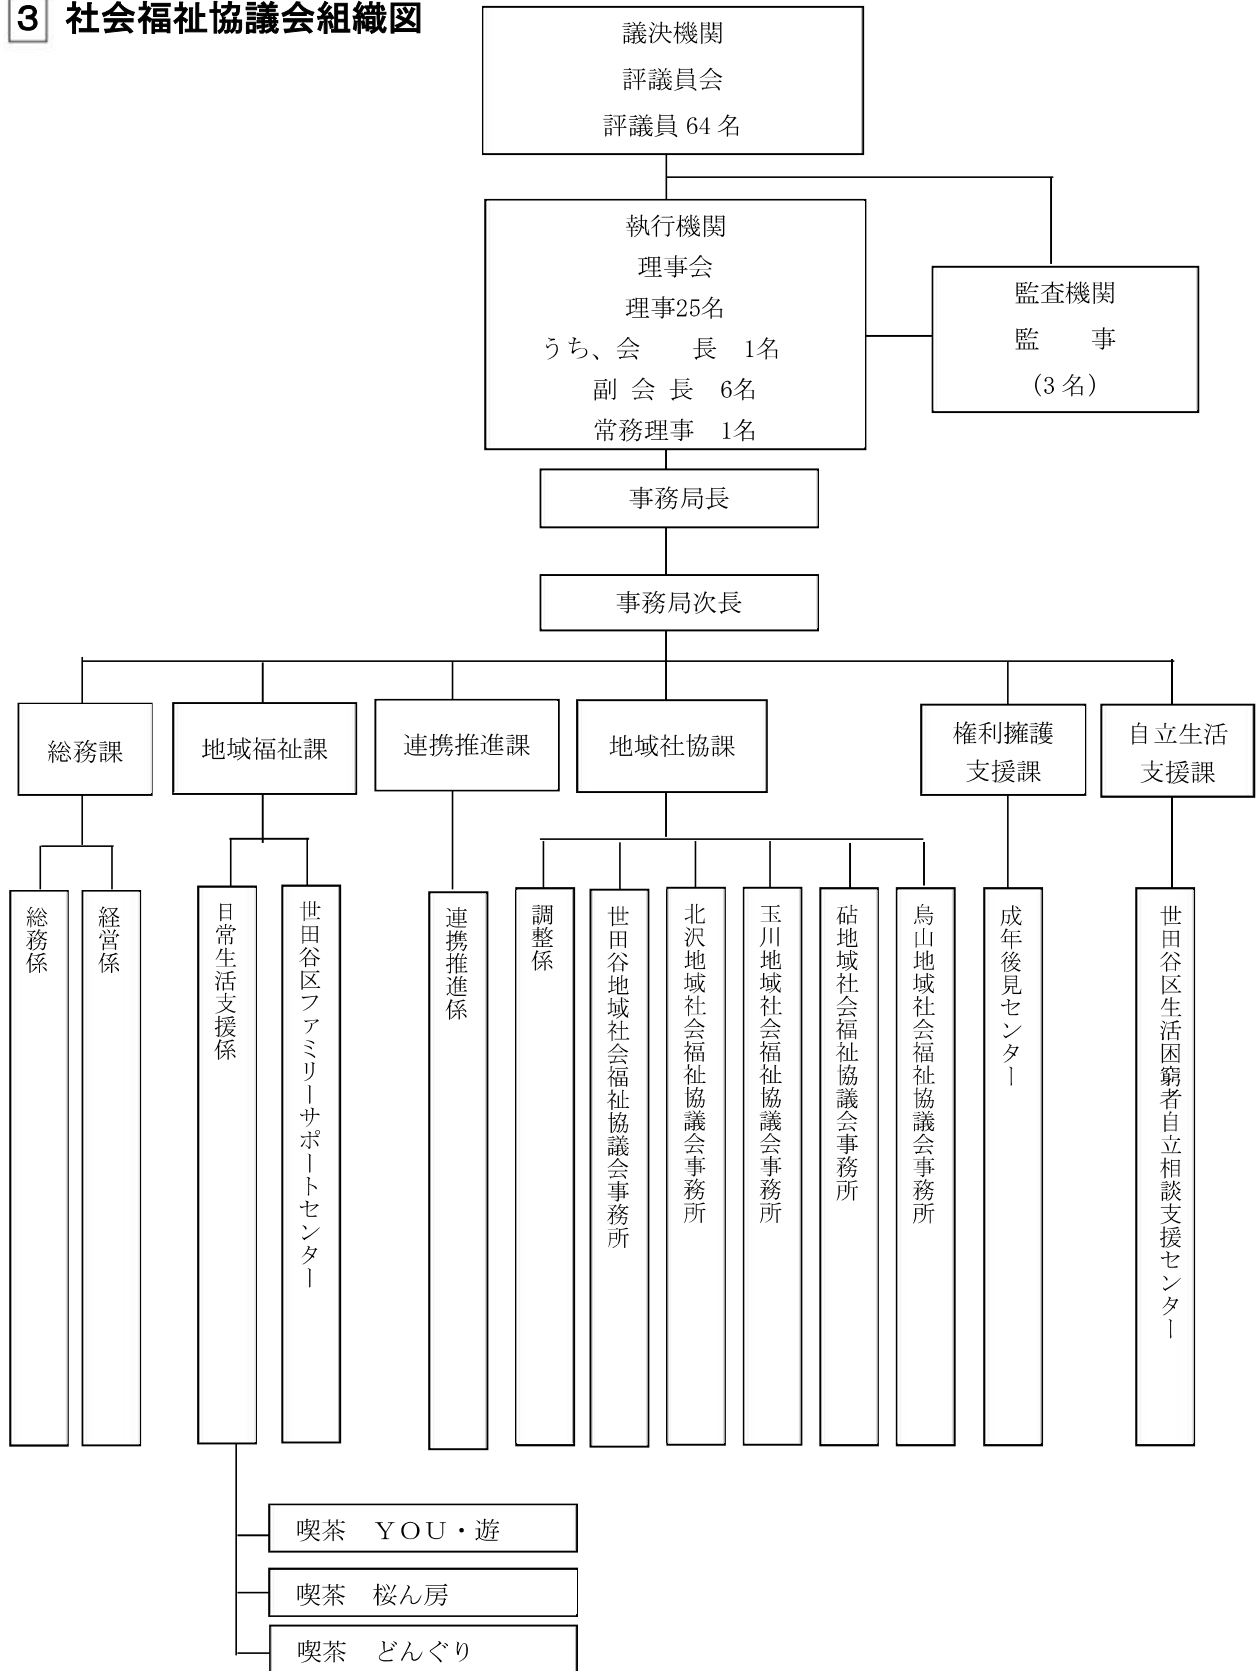 3 社会福祉協議会組織図
議決機関
評議員会
評議員 64 名
執行機関
理事会
理事25名
うち、会　　長　1名
副 会 長　6名
常務理事　1名
監査機関
監　　事
(3 名)
事務局長
事務局次長
総務課
地域福祉課
連携推進課
地域社協課
権利擁護
支援課
自立生活
支援課
総務係
経営係
日常生活支援係
世田谷区ファミリーサポートセンター
連携推進係
調整係
世田谷地域社会福祉協議会事務所
北沢地域社会福祉協議会事務所
玉川地域社会福祉協議会事務所
砧地域社会福祉協議会事務所
烏山地域社会福祉協議会事務所
成年後見センター
世田谷区生活困窮者自立相談支援センター
喫茶　ＹＯＵ・遊
喫茶　桜ん房
喫茶　どんぐり